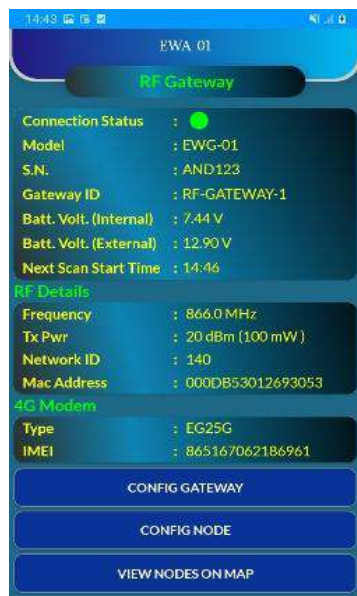 14:43
EWA 01
RF Gateway
Connection Status :
Model : EWG-01
S.N. : AND123
Gateway ID : RF-GATEWAY-1
Batt. Volt. (Internal) : 7.44 V
Batt. Volt. (External) : 12.90 V
Next Scan Start Time : 14:46
RF Details
Frequency : 866.0 MHz
Tx Pwr : 20 dBm (100 mW )
Network ID : 140
Mac Address : 000DB53012693053
4G Modem
Type : EG25G
IMEI : 865167062186961
CONFIG GATEWAY
CONFIG NODE
VIEW NODES ON MAP